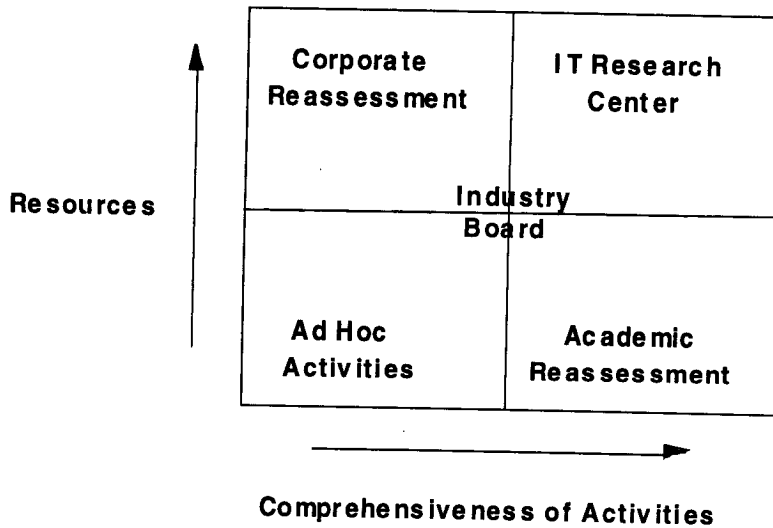 Corporate
Reassessment
IT Research
Center
Resources
Industry
Board
Ad Hoc
Activities
Academic
Reassessment
Comprehensiveness of Activities